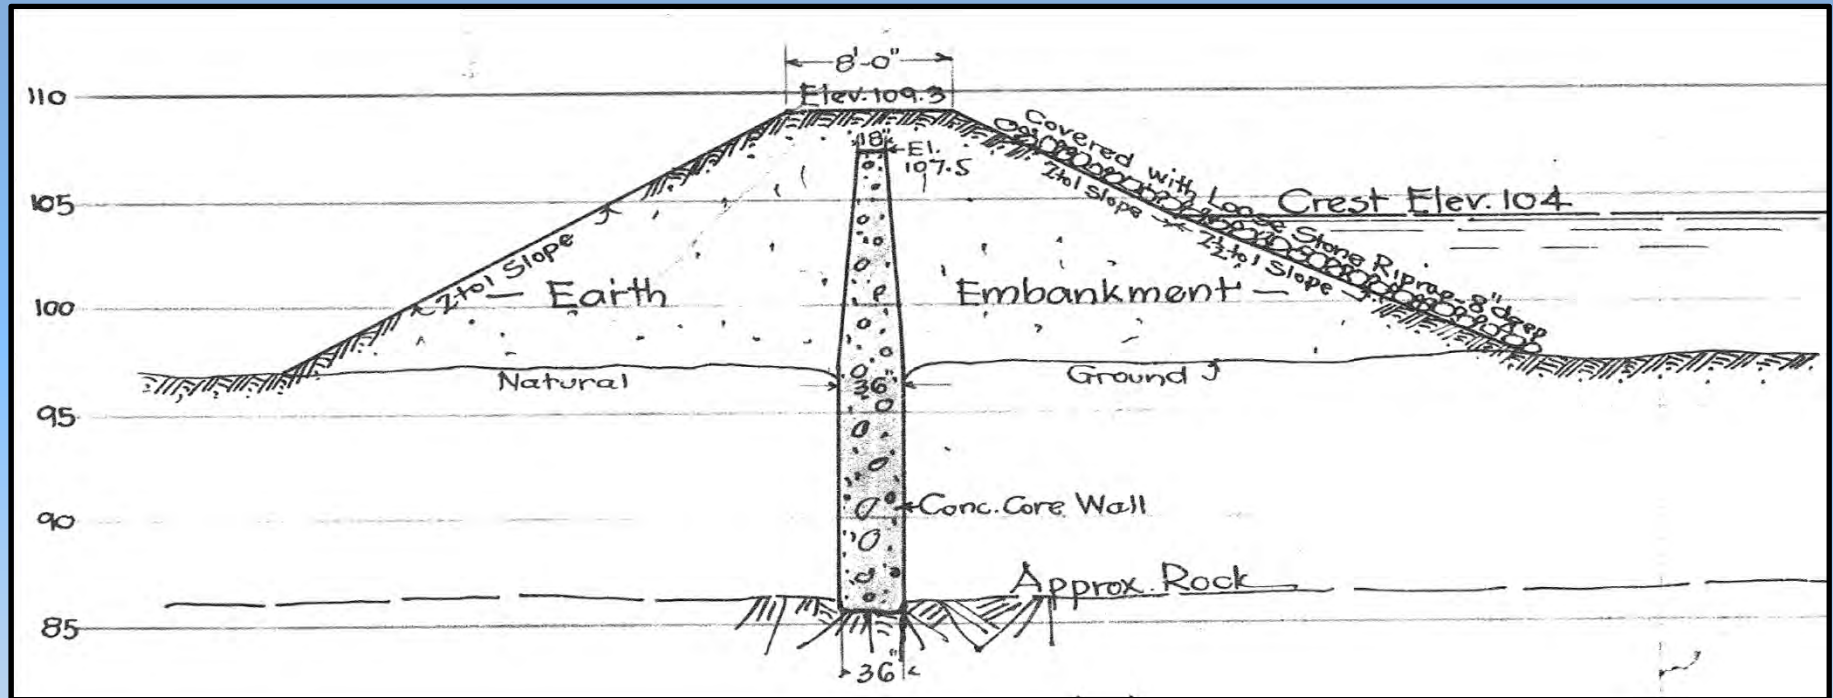 8'-0"
110
Elev. 109.3
18"
El.
107.5
Covered with Loose Stone Riprap-8" deep
2 to 1 Slope
105
Crest Elev. 104
2 to 1 Slope
2½ to 1 Slope
Earth
Embankment
100
Natural
36"
Ground
95
90
Conc. Core Wall
Approx. Rock
85
36"